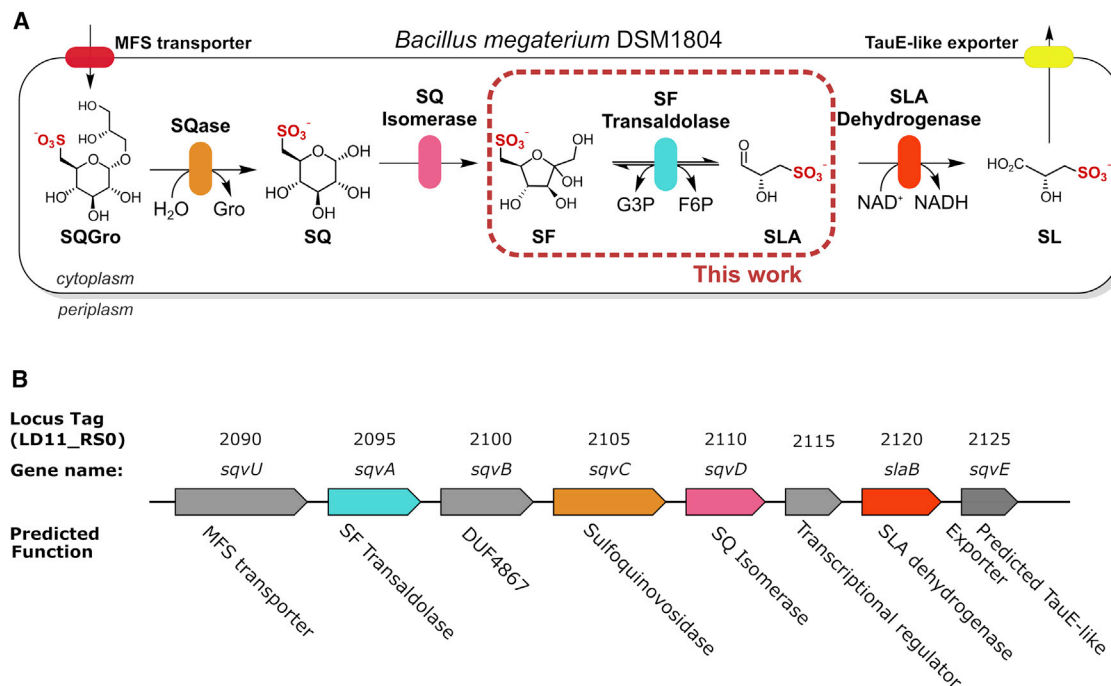 A
MFS transporter
Bacillus megaterium DSM1804
TauE-like exporter
SQase
SQ
Isomerase
SF
Transaldolase
SLA
Dehydrogenase
⁻O₃S
HO
HO
O
O
HO
HO
OH
H₂O
Gro
SQGro
SO₃⁻
O
OH
HO
HO
OH
SQ
SO₃⁻
O
OH
OH
HO
OH
SF
G3P
F6P
O
SO₃⁻
OH
SLA
NAD⁺
NADH
HO₂C
SO₃⁻
OH
SL
This work
cytoplasm
periplasm
B
Locus Tag
(LD11_RS0)
2090
2095
2100
2105
2110
2115
2120
2125
Gene name:
sqvU
sqvA
sqvB
sqvC
sqvD
slaB
sqvE
Predicted
Function
MFS transporter
SF Transaldolase
DUF4867
Sulfoquinovosidase
SQ Isomerase
Transcriptional regulator
SLA dehydrogenase
Exporter
Predicted TauE-like